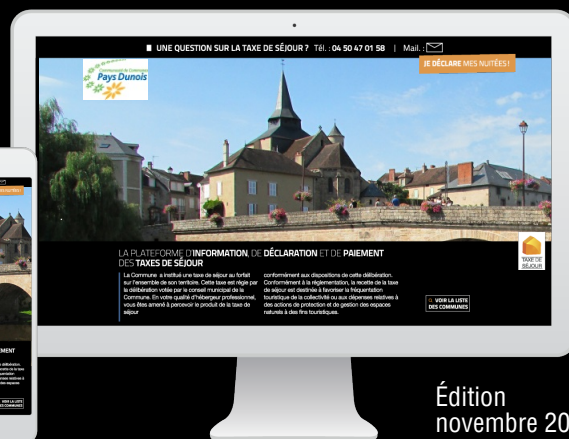 UNE QUESTION SUR LA TAXE DE SÉJOUR ? Tél. : 04 50 47 01 58 | Mail. :
JE DÉCLARE MES NUITÉES !
Pays Dunois
LA PLATEFORME D'INFORMATION, DE DÉCLARATION ET DE PAIEMENT
DES TAXES DE SÉJOUR
La Commune a institué une taxe de séjour au forfait
sur l'ensemble de son territoire. Cette taxe est régie par
la délibération votée par le conseil municipal de la
Commune. En votre qualité d'hébergeur professionnel,
vous êtes amené à percevoir le produit de la taxe de
séjour
conformément aux dispositions de cette délibération.
Conformément à la réglementation, la recette de la taxe
de séjour est destinée à favoriser la fréquentation
touristique de la collectivité ou aux dépenses relatives à
des actions de protection et de gestion des espaces
naturels à des fins touristiques.
TAXE DE
SÉJOUR
VOIR LA LISTE
DES COMMUNES
EMENT
VOIR LA LISTE
DES COMMUNES
Édition
novembre 20